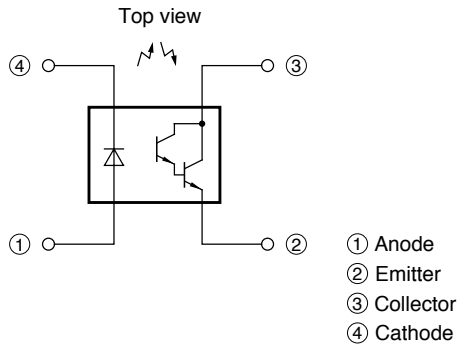 Top view
④ ③
① ②
① Anode
② Emitter
③ Collector
④ Cathode